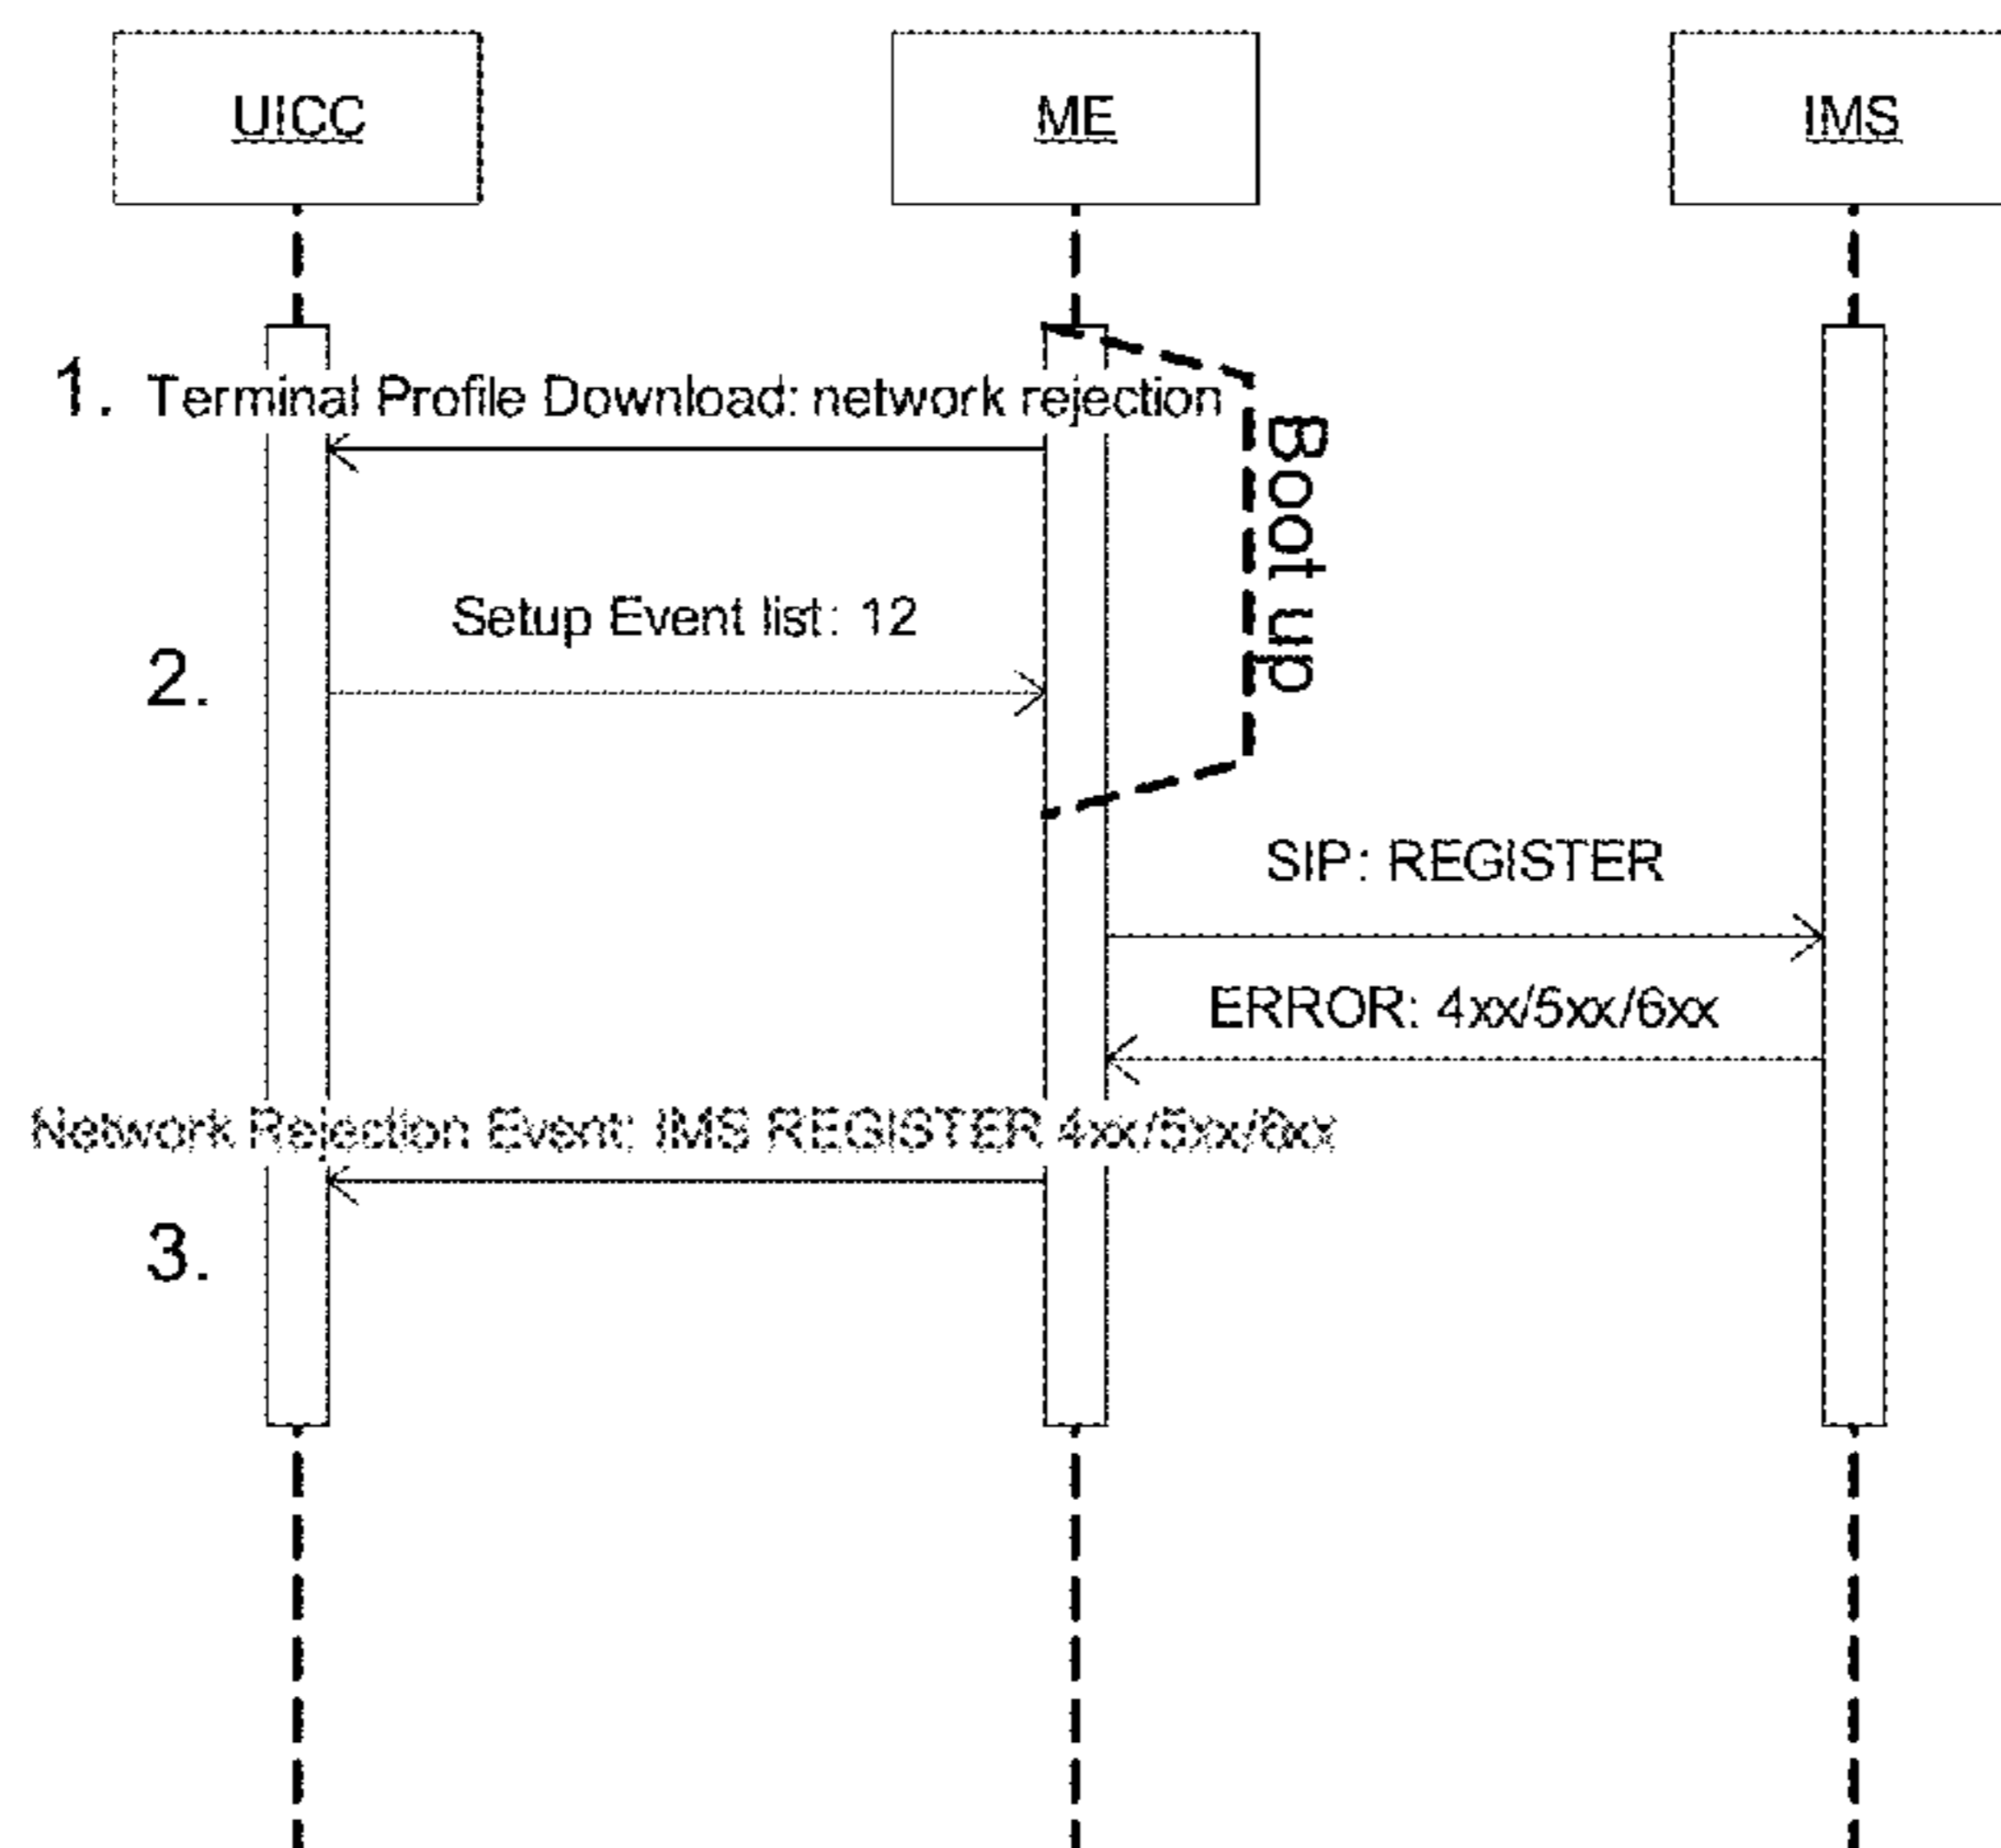 UICC
ME
IMS
1. Terminal Profile Download: network rejection
Boot up
Setup Event list: 12
2.
SIP: REGISTER
ERROR: 4xx/5xx/6xx
Network Rejection Event: IMS REGISTER 4xx/5xx/6xx
3.